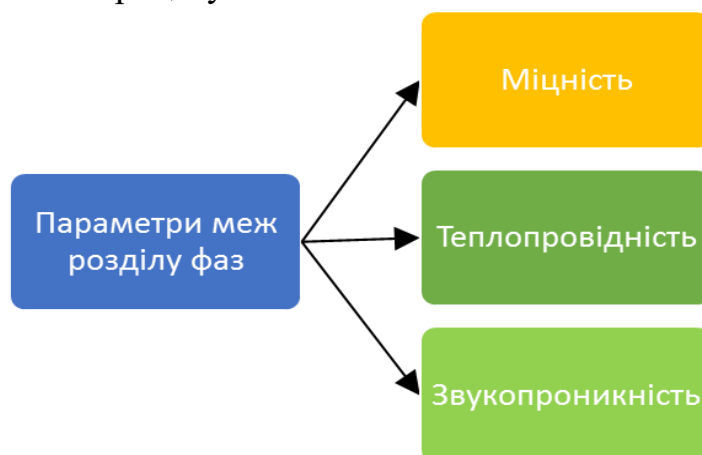 Міцність
Параметри меж
розділу фаз
Теплопровідність
Звукопроникність